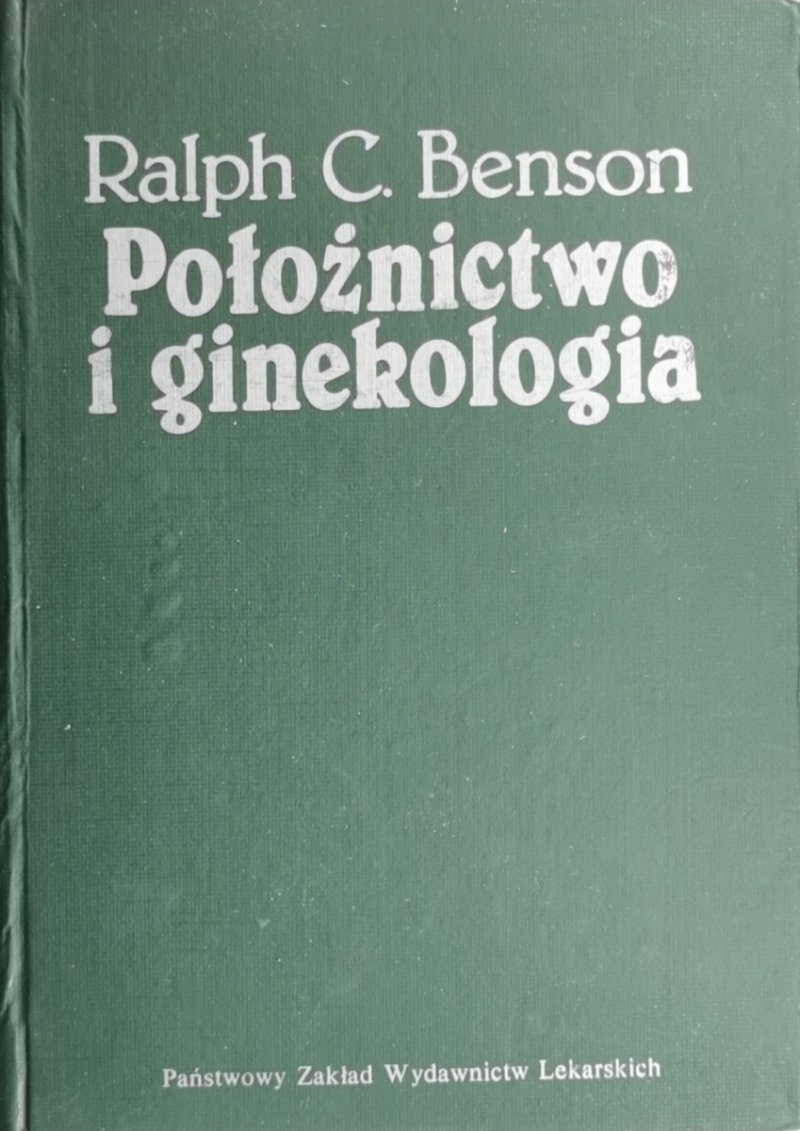 Ralph C. Benson
Położnictwo
i ginekologia
Państwowy Zakład Wydawnictw Lekarskich